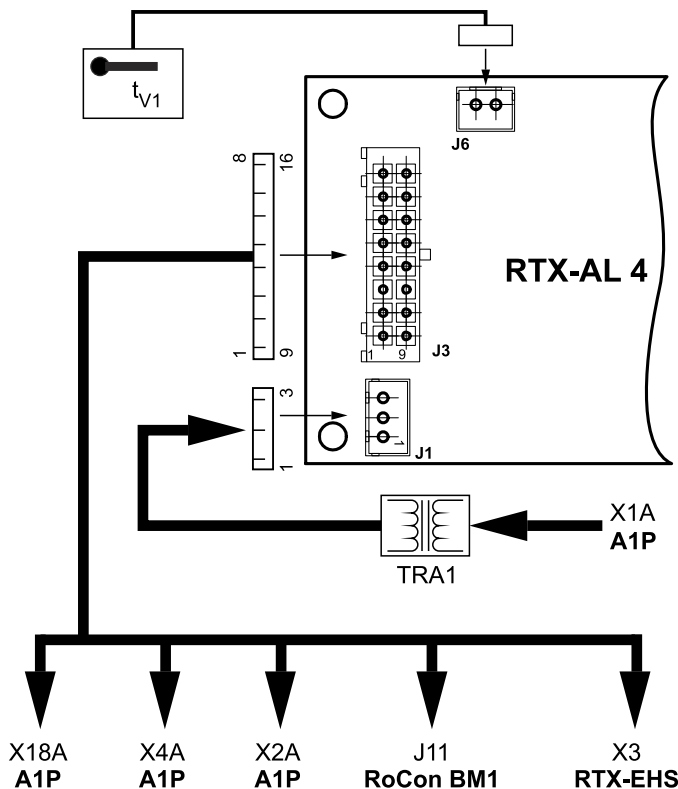 tV1
J6
8
16
RTX-AL 4
1
9
1
9
J3
3
1
1
J1
X1A
A1P
TRA1
X18A
A1P
X4A
A1P
X2A
A1P
J11
RoCon BM1
X3
RTX-EHS